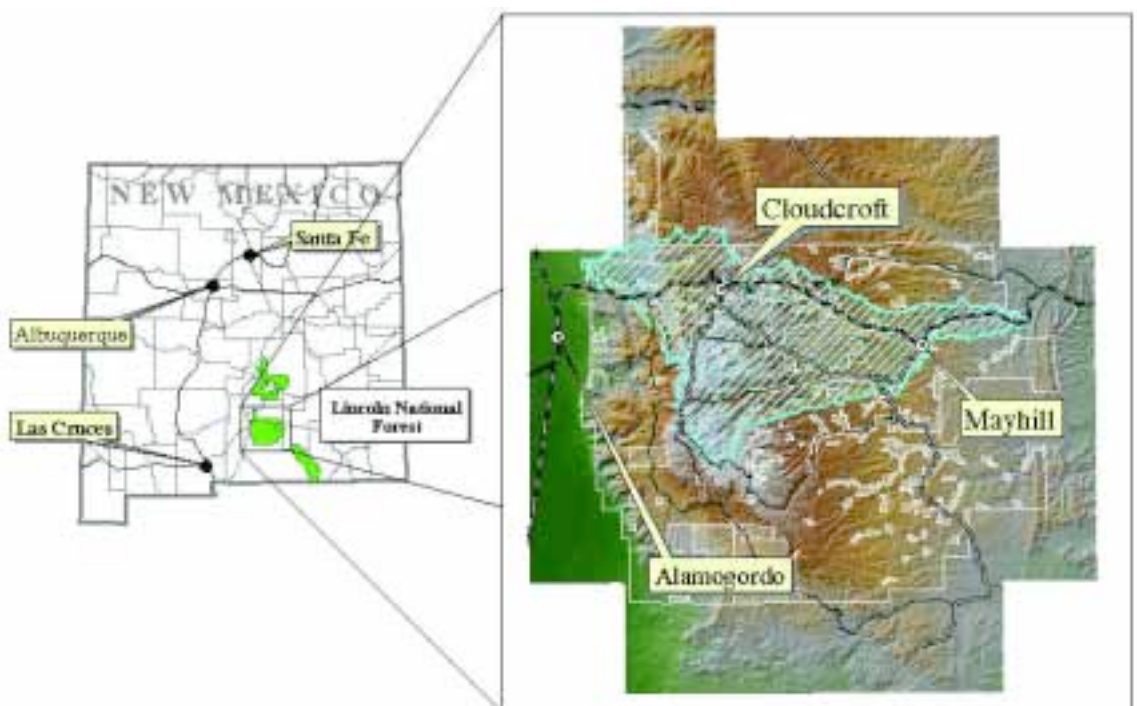 NEW MEXICO
Santa Fe
Albuquerque
Las Cruces
Lincoln National
Forest
Cloudcroft
Mayhill
Alamogordo